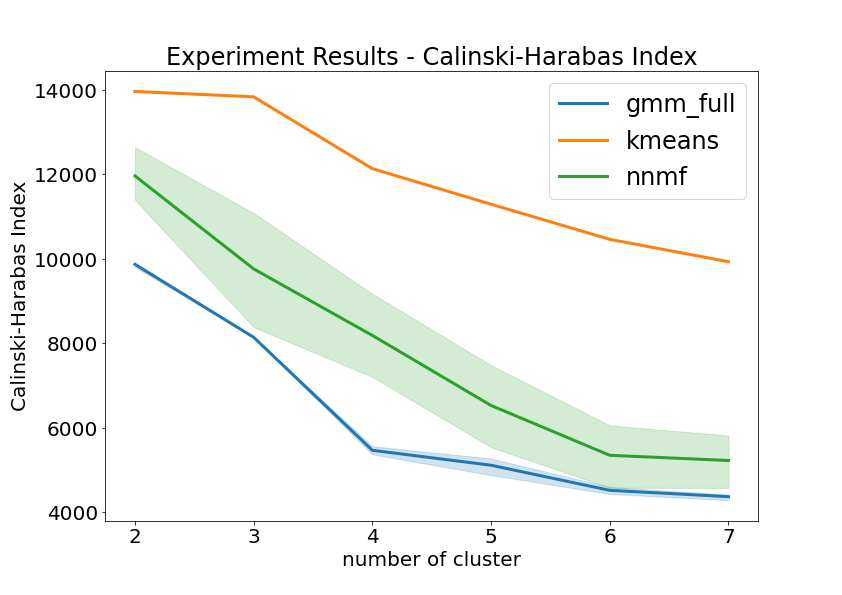 Experiment Results - Calinski-Harabas Index
gmm_full
kmeans
nnmf
Calinski-Harabas Index
14000
12000
10000
8000
6000
4000
2 3 4 5 6 7
number of cluster